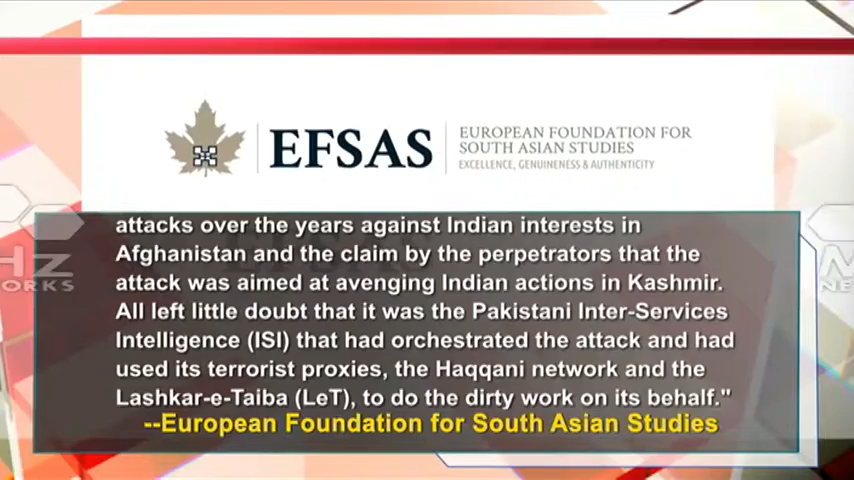 EFSAS
EUROPEAN FOUNDATION FOR
SOUTH ASIAN STUDIES
EXCELLENCE, GENUINENESS & AUTHENTICITY
attacks over the years against Indian interests in
Afghanistan and the claim by the perpetrators that the
attack was aimed at avenging Indian actions in Kashmir.
All left little doubt that it was the Pakistani Inter-Services
Intelligence (ISI) that had orchestrated the attack and had
used its terrorist proxies, the Haqqani network and the
Lashkar-e-Taiba (LeT), to do the dirty work on its behalf."
--European Foundation for South Asian Studies